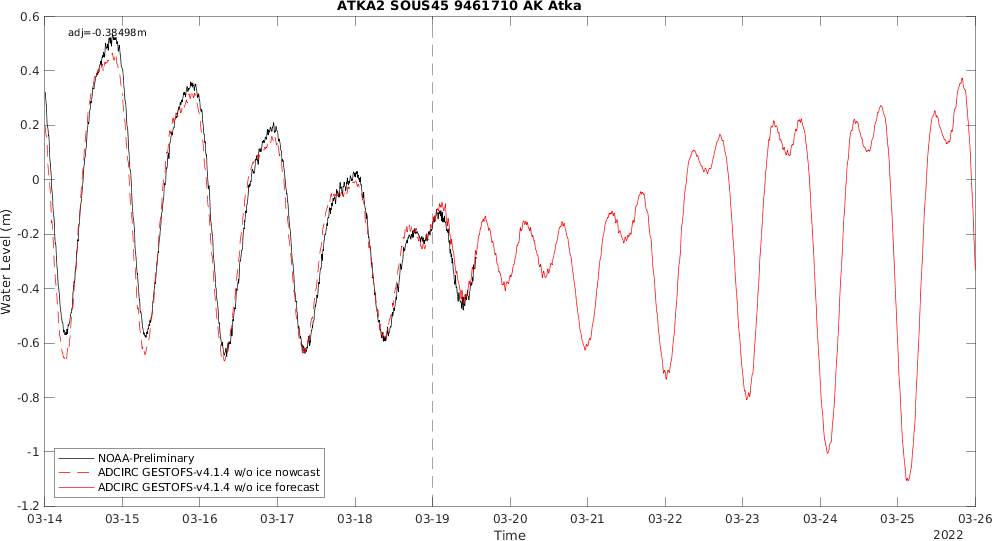 ATKA2 SOUS45 9461710 AK Atka
adj=-0.38498m
Water Level (m)
0.6
0.4
0.2
0
-0.2
-0.4
-0.6
-0.8
-1
-1.2
NOAA-Preliminary
ADCIRC GESTOFS-v4.1.4 w/o ice nowcast
ADCIRC GESTOFS-v4.1.4 w/o ice forecast
03-14 03-15 03-16 03-17 03-18 03-19 03-20 03-21 03-22 03-23 03-24 03-25 03-26
Time
2022